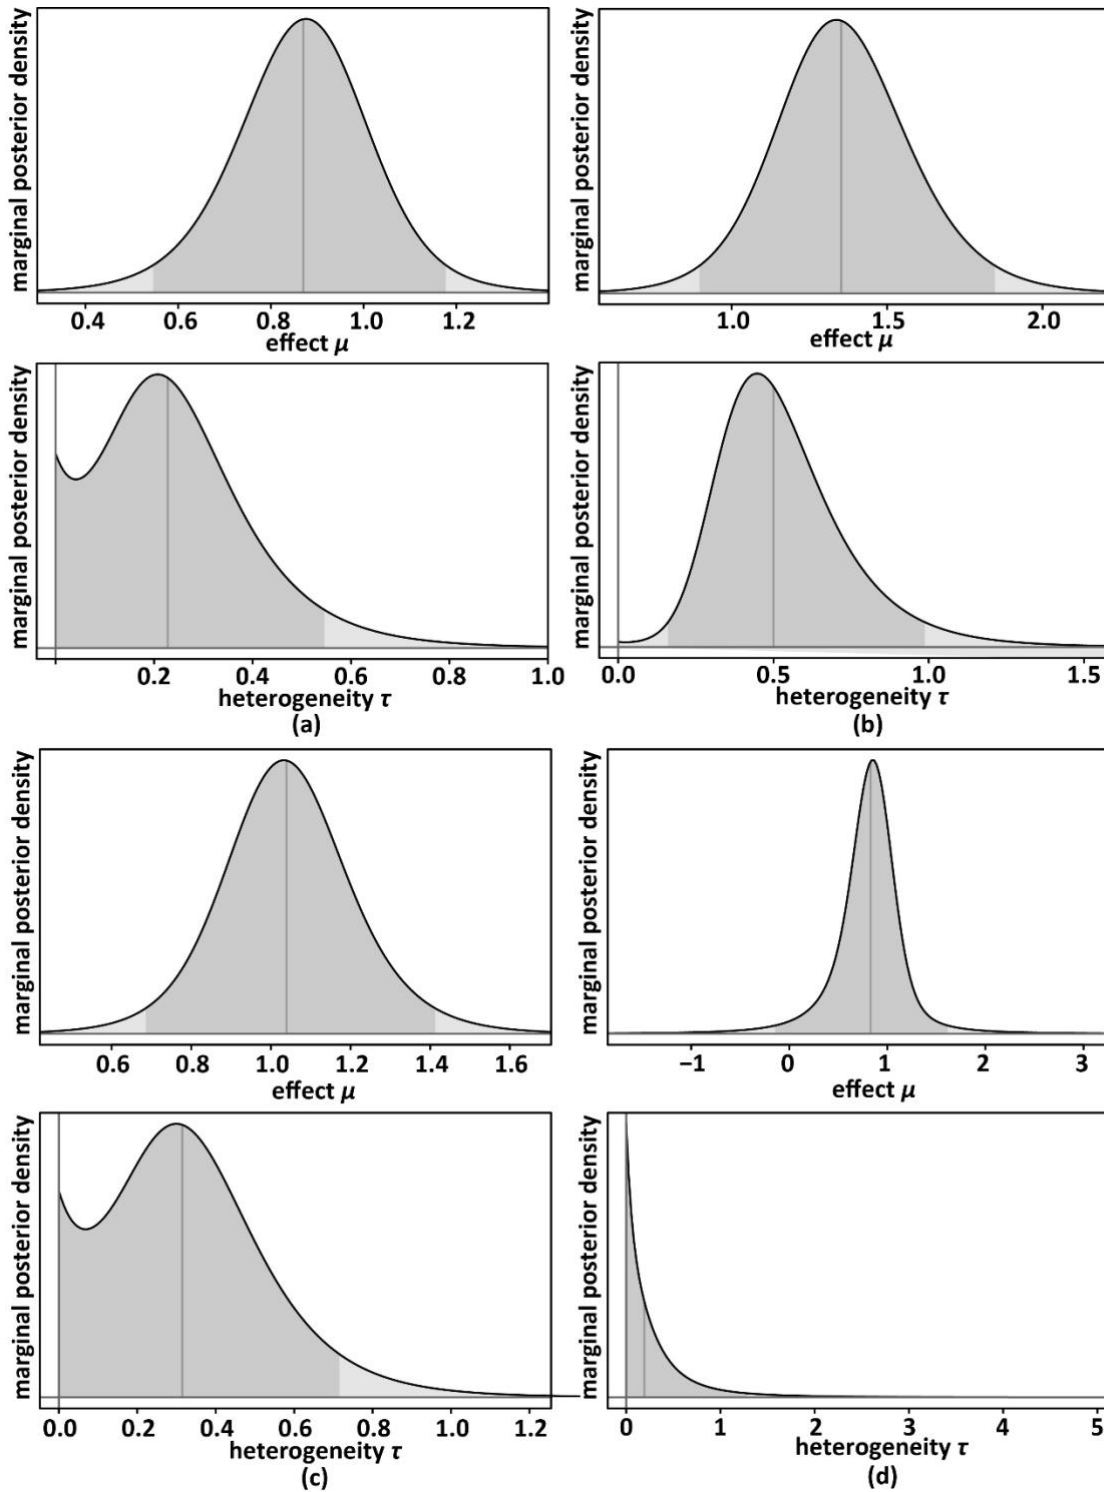 marginal posterior density
0.4 0.6 0.8 1.0 1.2
effect μ
marginal posterior density
1.0 1.5 2.0
effect μ
marginal posterior density
0.2 0.4 0.6 0.8 1.0
heterogeneity τ
(a)
marginal posterior density
0.0 0.5 1.0 1.5
heterogeneity τ
(b)
marginal posterior density
0.6 0.8 1.0 1.2 1.4 1.6
effect μ
marginal posterior density
−1 0 1 2 3
effect μ
marginal posterior density
0.0 0.2 0.4 0.6 0.8 1.0 1.2
heterogeneity τ
(c)
marginal posterior density
0 1 2 3 4 5
heterogeneity τ
(d)